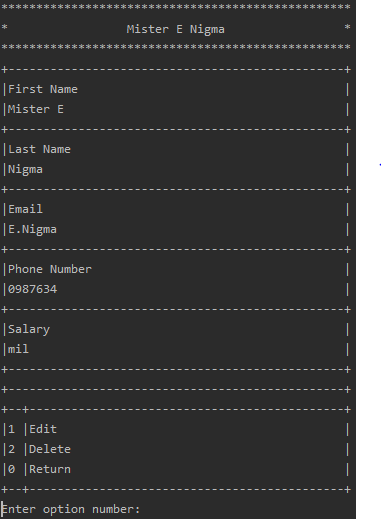 **************************************************
* Mister E Nigma *
**************************************************
+------------------------------------------------+
|First Name |
|Mister E |
+------------------------------------------------+
|Last Name |
|Nigma |
+------------------------------------------------+
|Email |
|E.Nigma |
+------------------------------------------------+
|Phone Number |
|0987634 |
+------------------------------------------------+
|Salary |
|mil |
+------------------------------------------------+
+------------------------------------------------+
+--+---------------------------------------------+
|1 |Edit |
|2 |Delete |
|0 |Return |
+--+---------------------------------------------+
Enter option number: